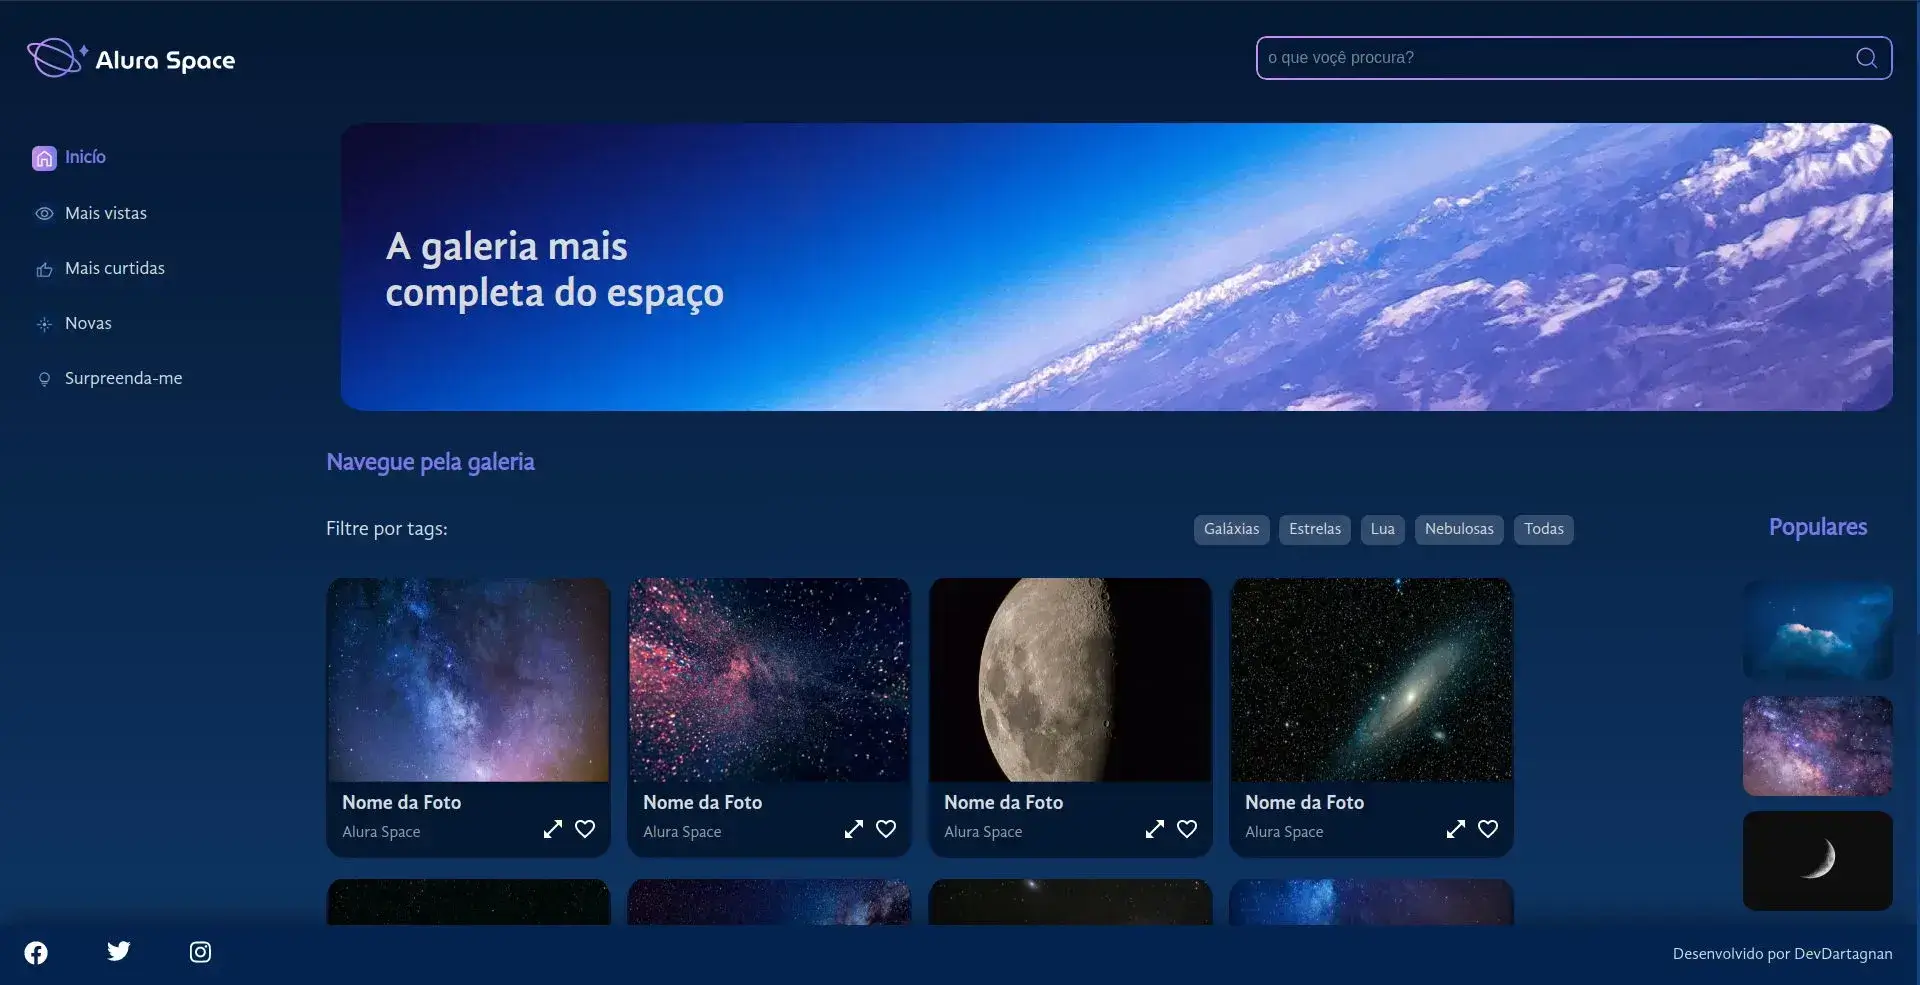 Alura Space
o que voçê procura?
Inicío
Mais vistas
Mais curtidas
Novas
Surpreenda-me
A galeria mais
completa do espaço
Navegue pela galeria
Filtre por tags:
Galáxias Estrelas Lua Nebulosas Todas
Populares
Nome da Foto
Alura Space
Nome da Foto
Alura Space
Nome da Foto
Alura Space
Nome da Foto
Alura Space
Desenvolvido por DevDartagnan